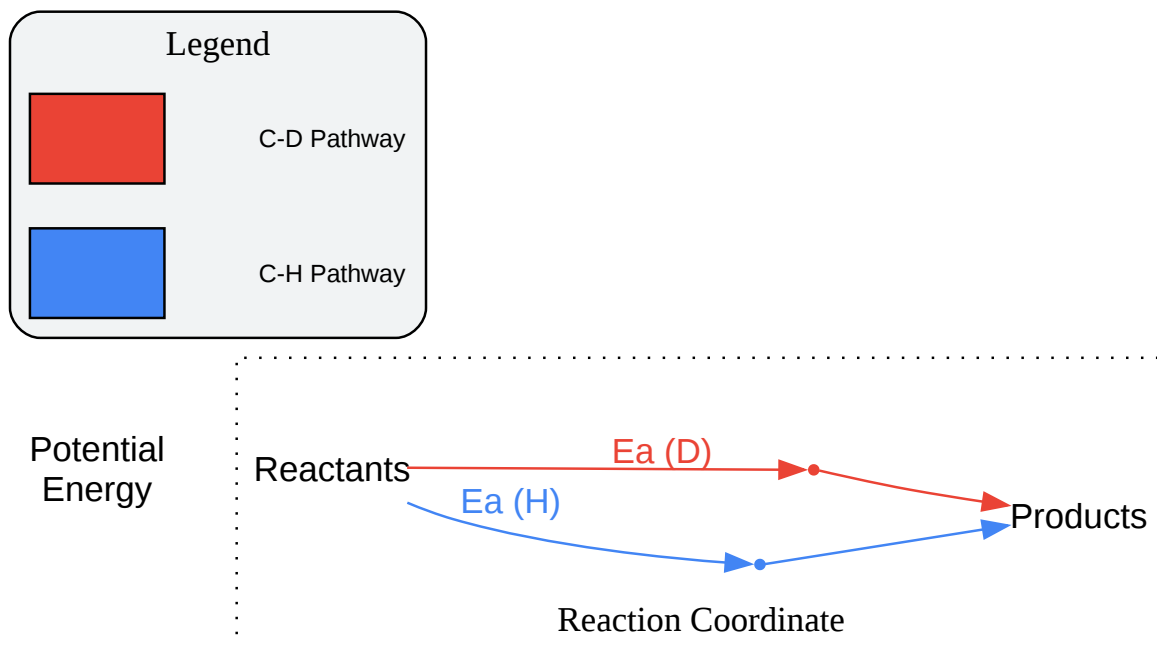 Legend
C-D Pathway
C-H Pathway
Potential
Energy
Reactants
Ea (D)
Ea (H)
Products
Reaction Coordinate